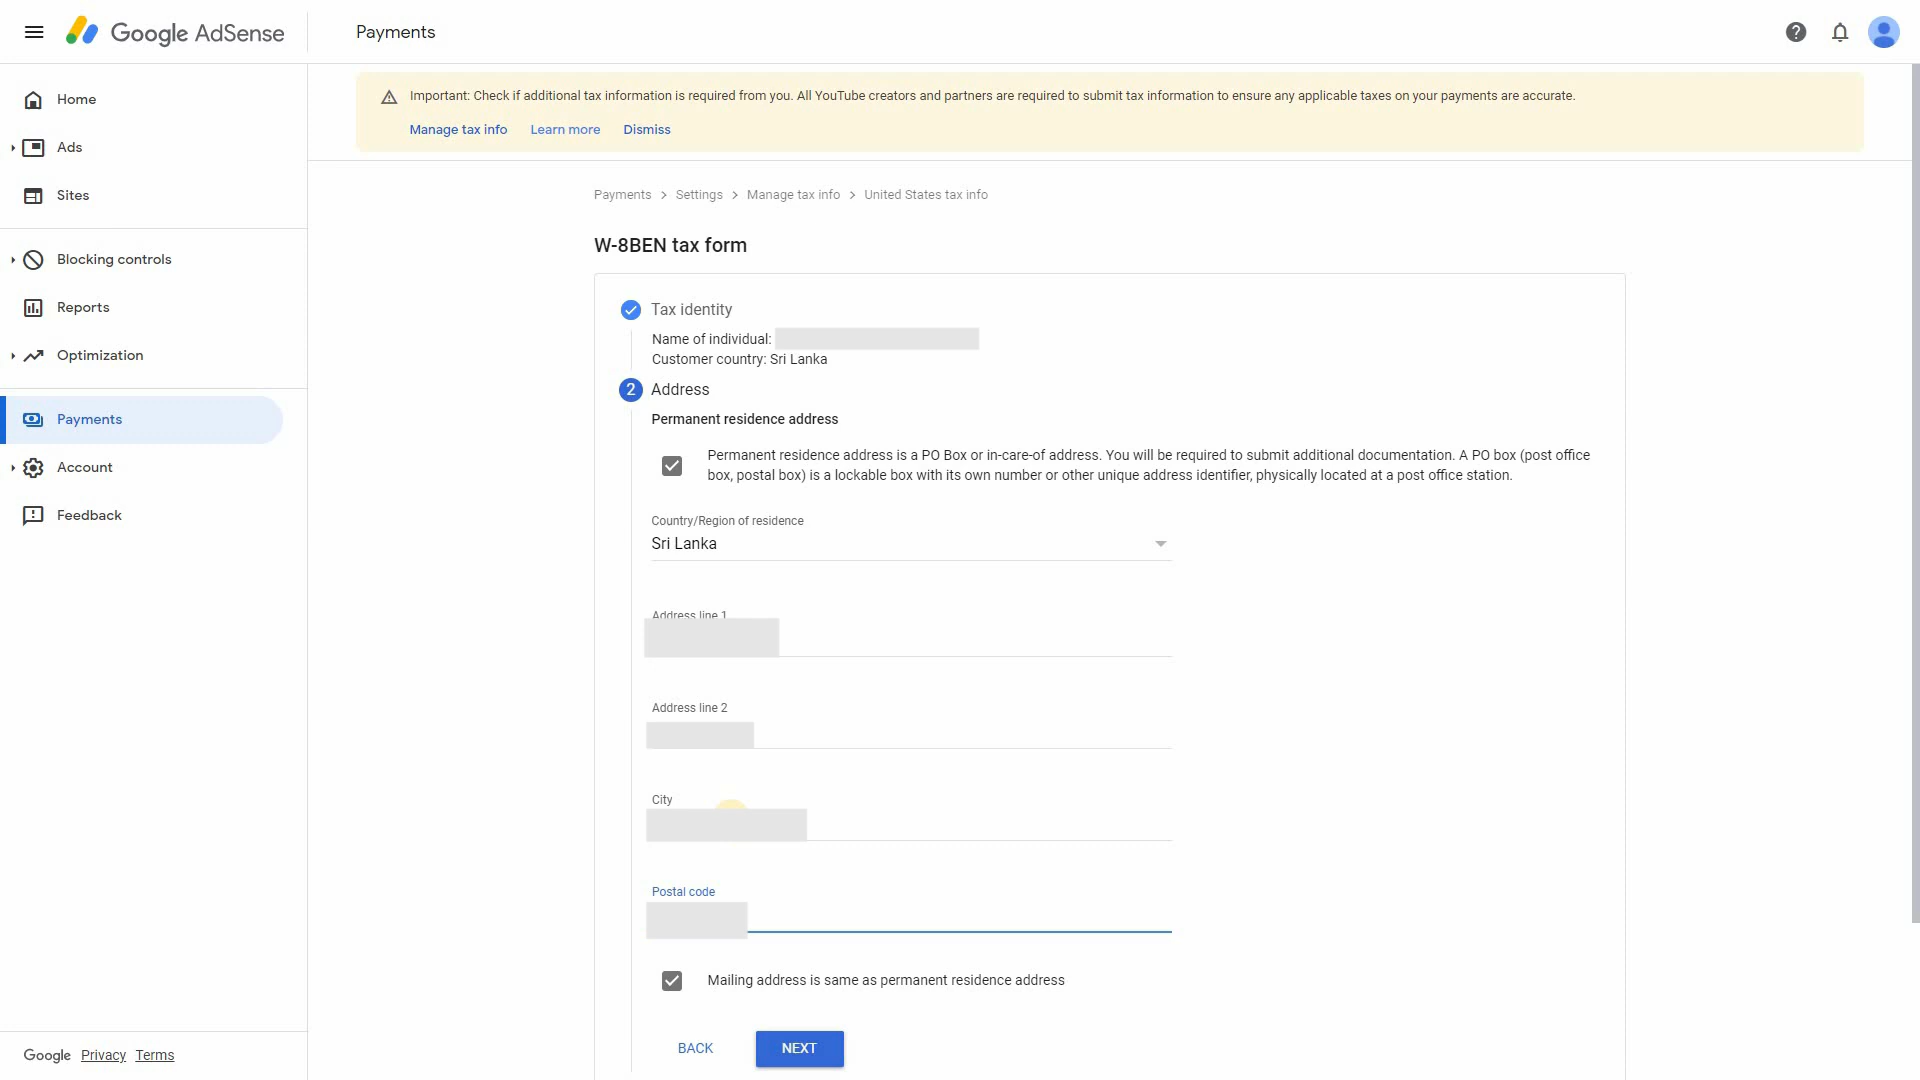 Google AdSense
Payments
Important: Check if additional tax information is required from you. All YouTube creators and partners are required to submit tax information to ensure any applicable taxes on your payments are accurate.
Manage tax info Learn more Dismiss
Home
Ads
Sites
Blocking controls
Reports
Optimization
Payments
Account
Feedback
Google Privacy Terms
Payments > Settings > Manage tax info > United States tax info
W-8BEN tax form
Tax identity
Name of individual:
Customer country: Sri Lanka
2 Address
Permanent residence address
Permanent residence address is a PO Box or in-care-of address. You will be required to submit additional documentation. A PO box (post office
box, postal box) is a lockable box with its own number or other unique address identifier, physically located at a post office station.
Country/Region of residence
Sri Lanka
Address line 1
Address line 2
City
Postal code
Mailing address is same as permanent residence address
BACK NEXT